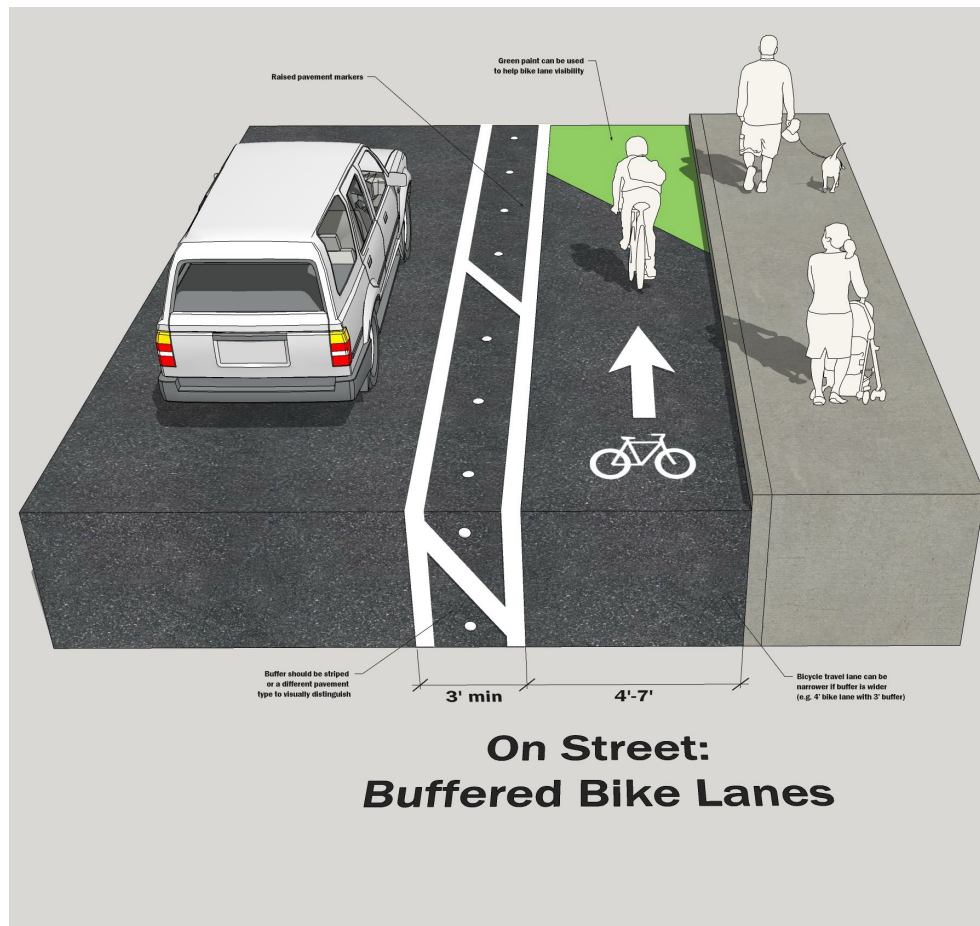 Green paint can be used
to help bike lane visibility
Raised pavement markers
Buffer should be striped
or a different pavement
type to visually distinguish
3' min
4'-7'
Bicycle travel lane can be
narrower if buffer is wider
(e.g. 4' bike lane with 3' buffer)
On Street:
Buffered Bike Lanes